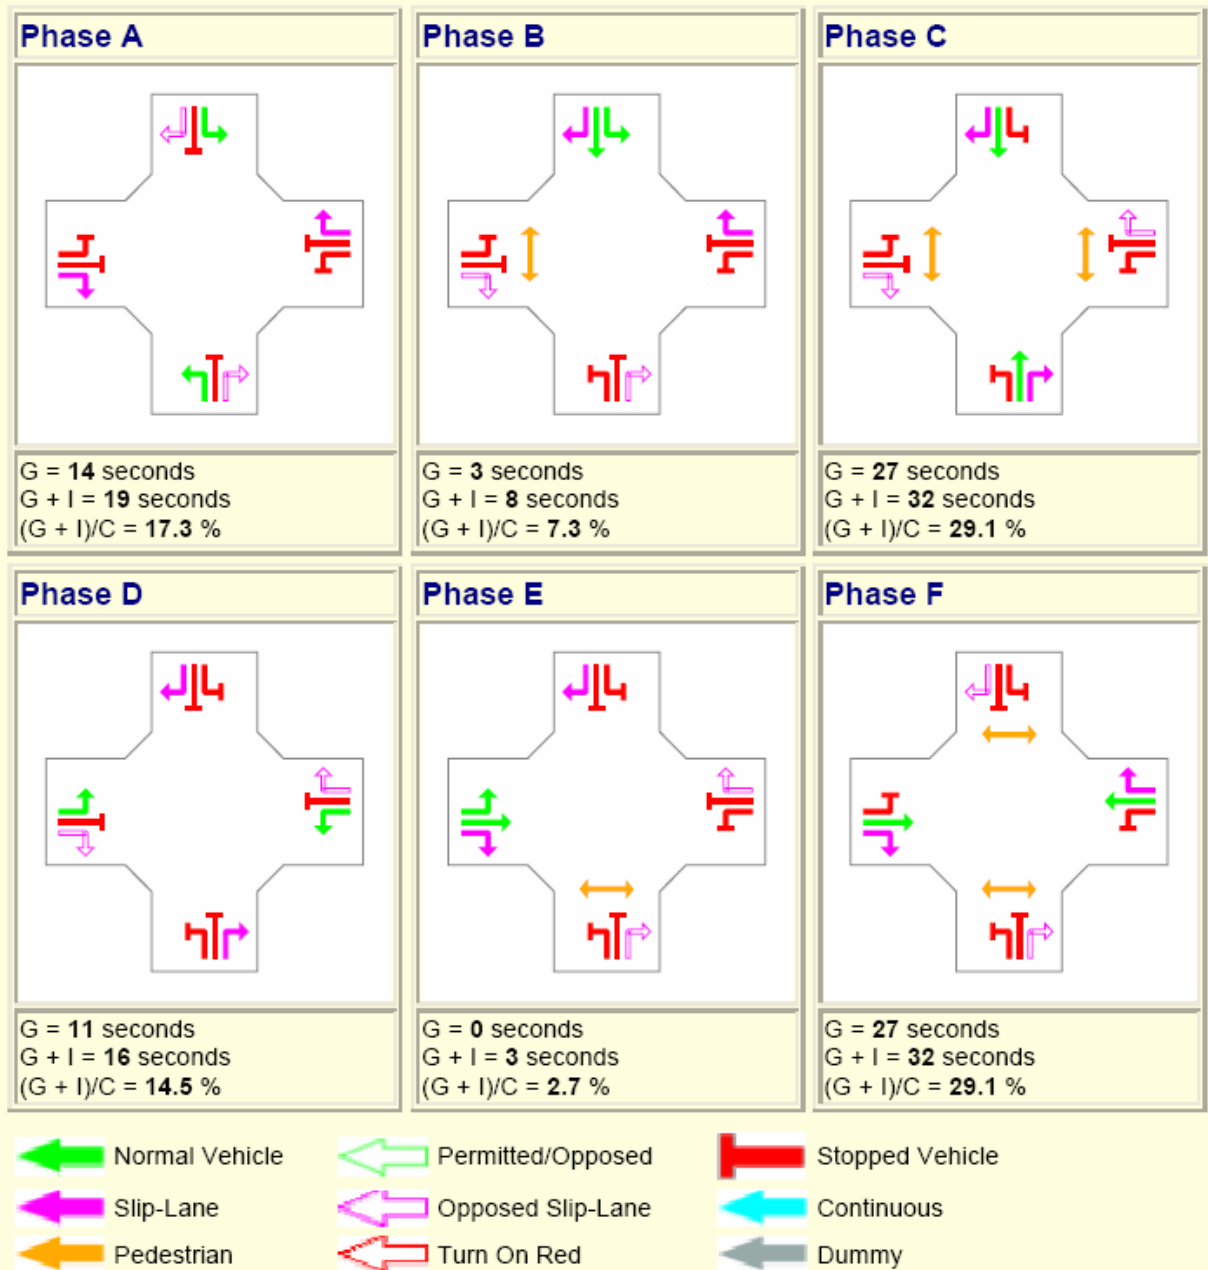 Phase A
Phase B
Phase C
G = 14 seconds
G + I = 19 seconds
(G + I)/C = 17.3 %
G = 3 seconds
G + I = 8 seconds
(G + I)/C = 7.3 %
G = 27 seconds
G + I = 32 seconds
(G + I)/C = 29.1 %
Phase D
Phase E
Phase F
G = 11 seconds
G + I = 16 seconds
(G + I)/C = 14.5 %
G = 0 seconds
G + I = 3 seconds
(G + I)/C = 2.7 %
G = 27 seconds
G + I = 32 seconds
(G + I)/C = 29.1 %
Normal Vehicle
Permitted/Opposed
Stopped Vehicle
Slip-Lane
Opposed Slip-Lane
Continuous
Pedestrian
Turn On Red
Dummy